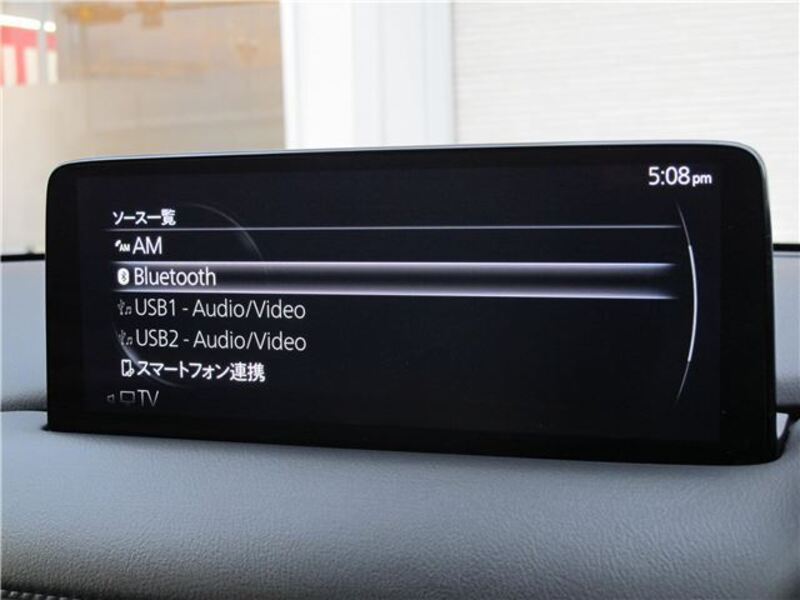 5:08pm
ソース一覧
AM AM
Bluetooth
USB1 - Audio/Video
USB2 - Audio/Video
スマートフォン連携
TV